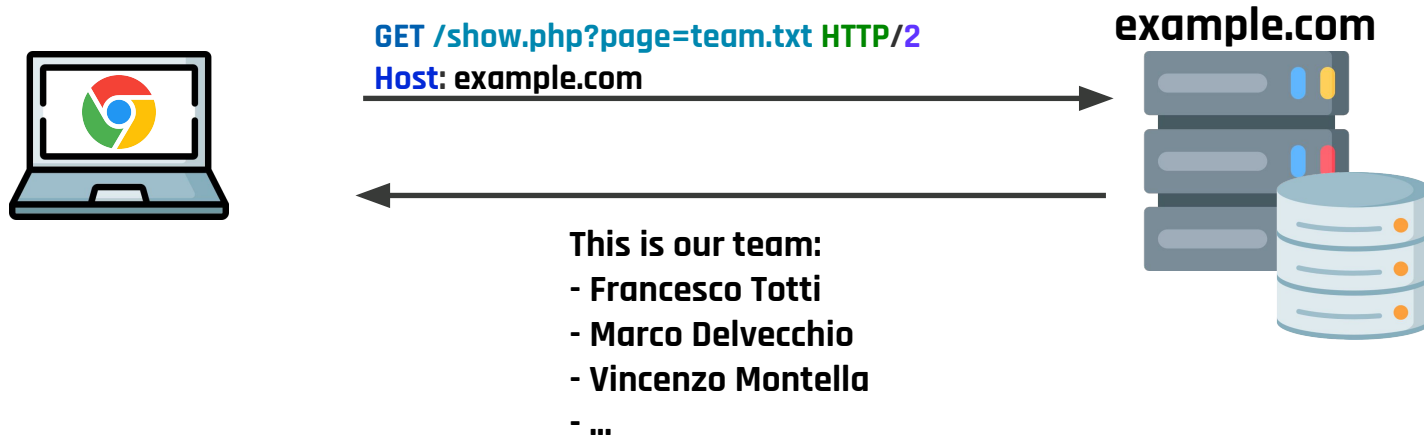 example.com
GET /show.php?page=team.txt HTTP/2
Host: example.com
This is our team:
- Francesco Totti
- Marco Delvecchio
- Vincenzo Montella
- ...